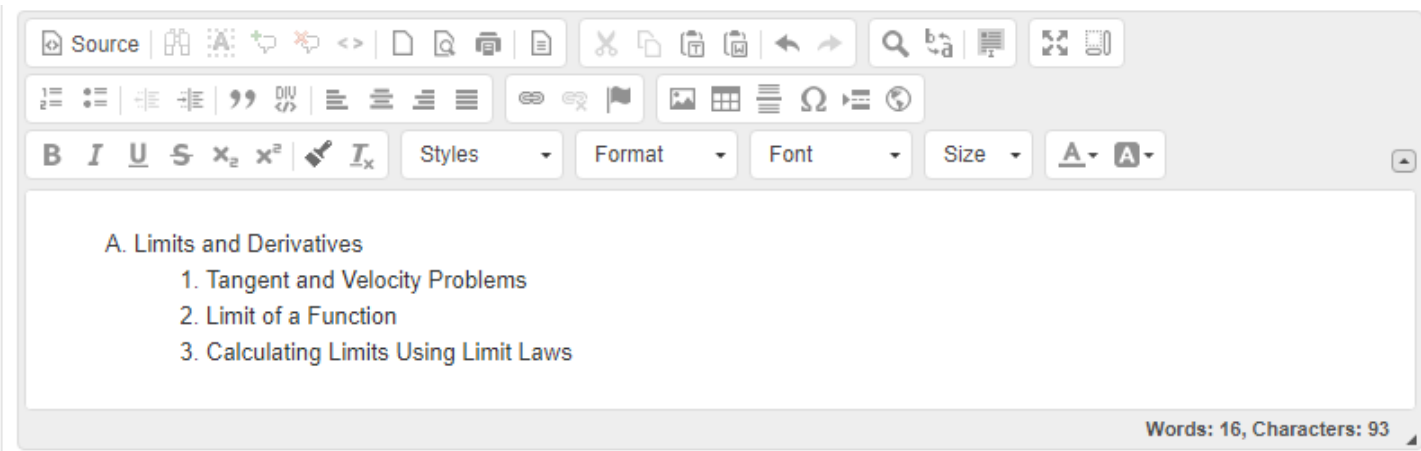 Source
Styles Format Font Size
A. Limits and Derivatives
1. Tangent and Velocity Problems
2. Limit of a Function
3. Calculating Limits Using Limit Laws
Words: 16, Characters: 93